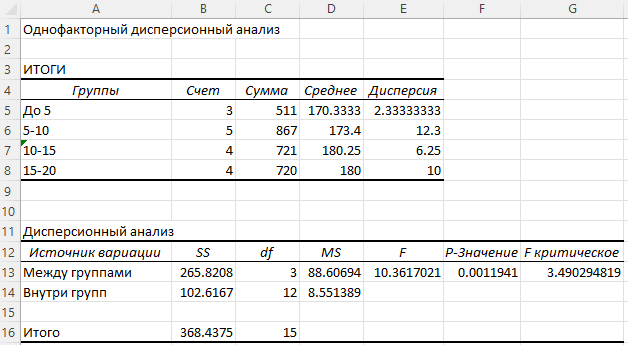 A B C D E F G
1 Однофакторный дисперсионный анализ
2
3 ИТОГИ
4 Группы Счет Сумма Среднее Дисперсия
5 До 5 3 511 170.3333 2.33333333
6 5-10 5 867 173.4 12.3
7 10-15 4 721 180.25 6.25
8 15-20 4 720 180 10
9
10
11 Дисперсионный анализ
12 Источник вариации SS df MS F P-Значение F критическое
13 Между группами 265.8208 3 88.60694 10.3617021 0.0011941 3.490294819
14 Внутри групп 102.6167 12 8.551389
15
16 Итого 368.4375 15